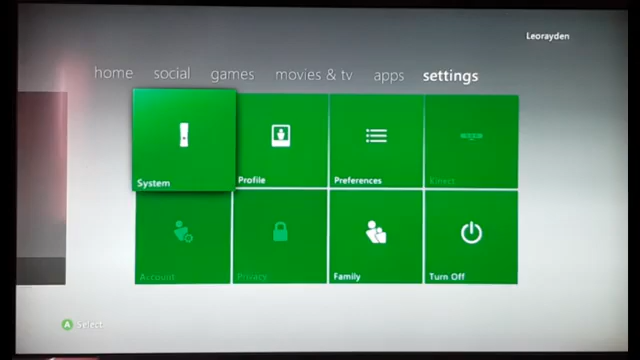 Leorayden
home social games movies & tv apps settings
System Profile Preferences Kinect
Account Privacy Family Turn Off
A Select